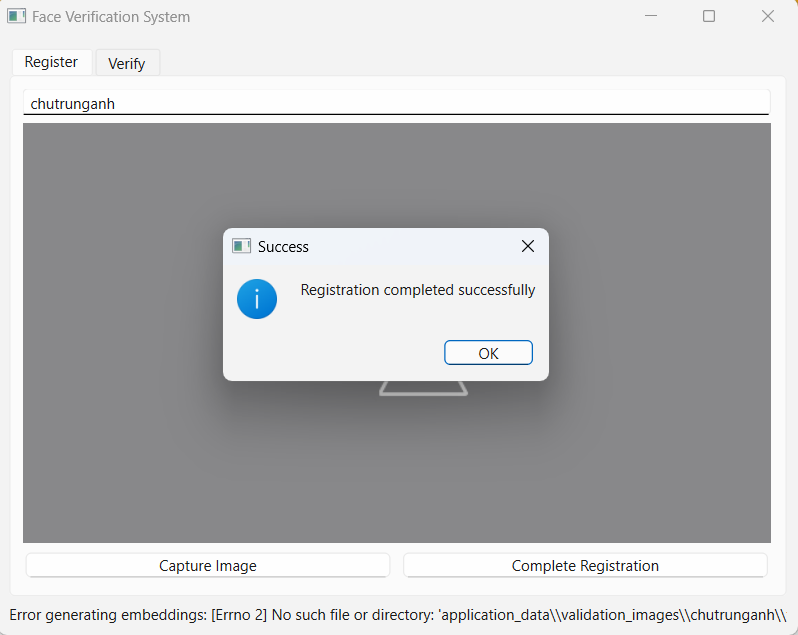 Face Verification System
Register
Verify
chutrunganh
Success
Registration completed successfully
OK
Capture Image
Complete Registration
Error generating embeddings: [Errno 2] No such file or directory: 'application_data\\validation_images\\chutrunganh\\